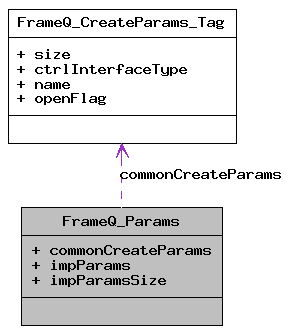 FrameQ_CreateParams_Tag
+ size
+ ctrlInterfaceType
+ name
+ openFlag
commonCreateParams
FrameQ_Params
+ commonCreateParams
+ impParams
+ impParamsSize